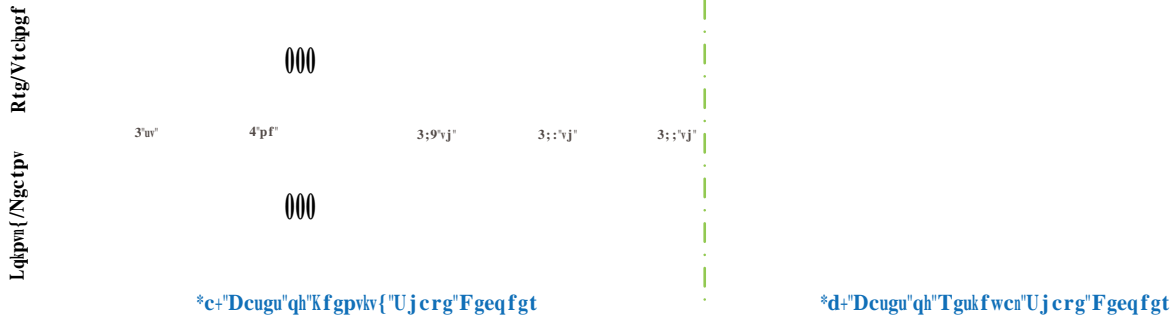 Rtg/Vtckpgf
000
3"uv" 4"pf" 3;9"vj" 3;:"vj" 3;;"vj"
Lqkpvn{/Ngctpv
000
*c+"Dcugu"qh"Kfgpvkv{"Ujcrg"Fgeqfgt
*d+"Dcugu"qh"Tgukfwcn"Ujcrg"Fgeqfgt